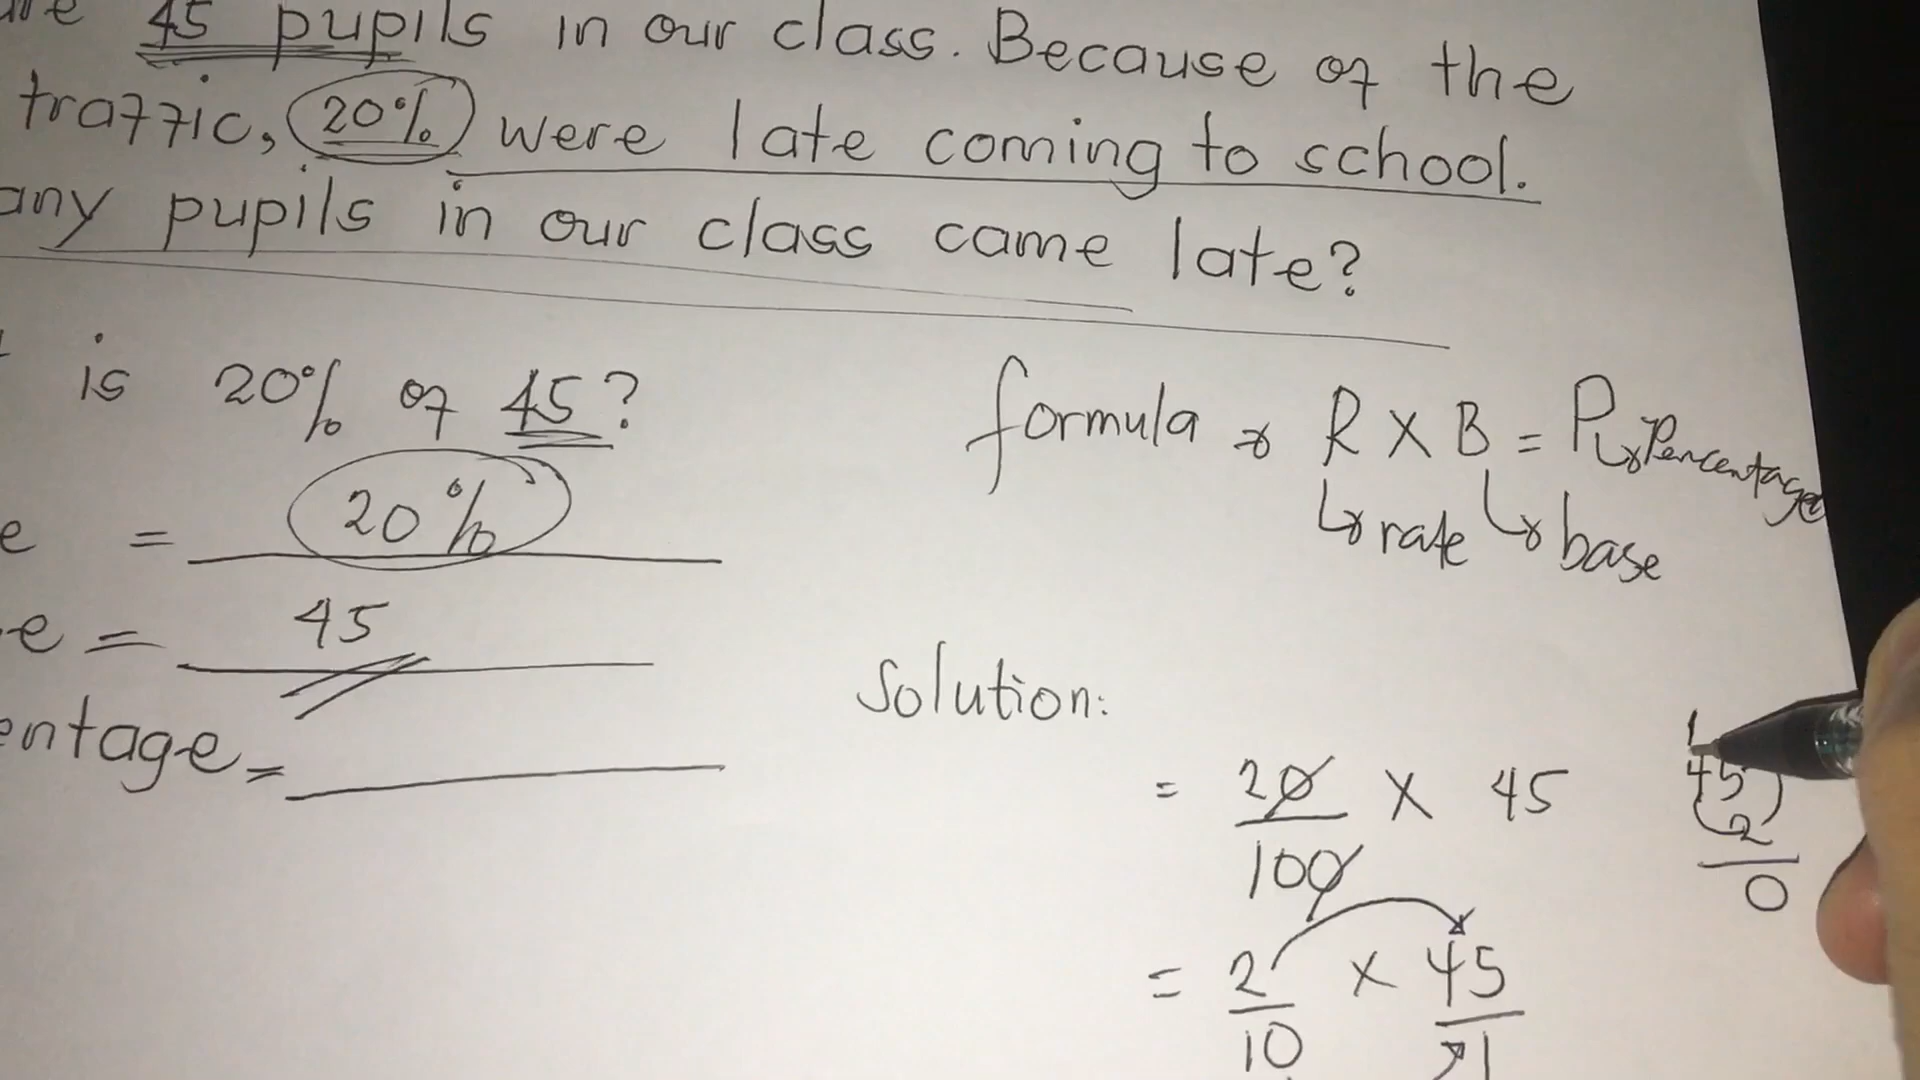 45 pupils in our class. Because of the
traffic, 20% were late coming to school.
any pupils in our class came late?
is 20% of 45?
formula → R X B = P → Percentage
→ rate → base
e = 20%
e = 45
entage =
Solution:
= 20 X 45
100
= 2 x 45
10 1
1
45
2
0